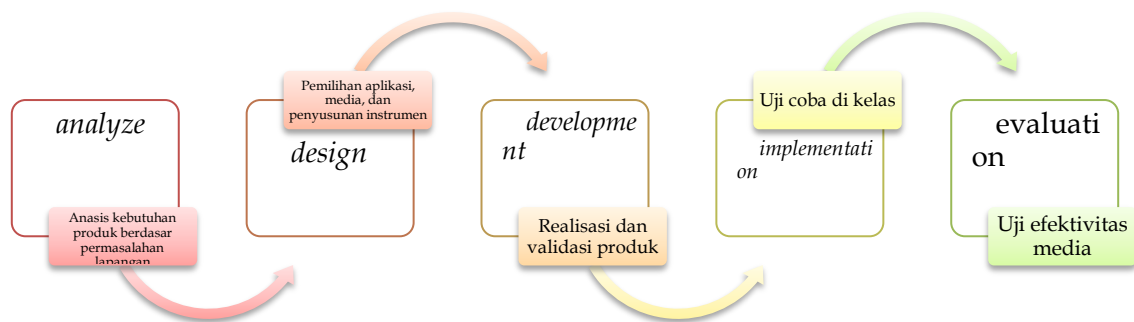 analyze
Anasis kebutuhan
produk berdasar
permasalahan
lapangan
Pemilihan aplikasi,
media, dan
penyusunan instrumen
design
developme
nt
Realisasi dan
validasi produk
Uji coba di kelas
implementati
on
evaluati
on
Uji efektivitas
media